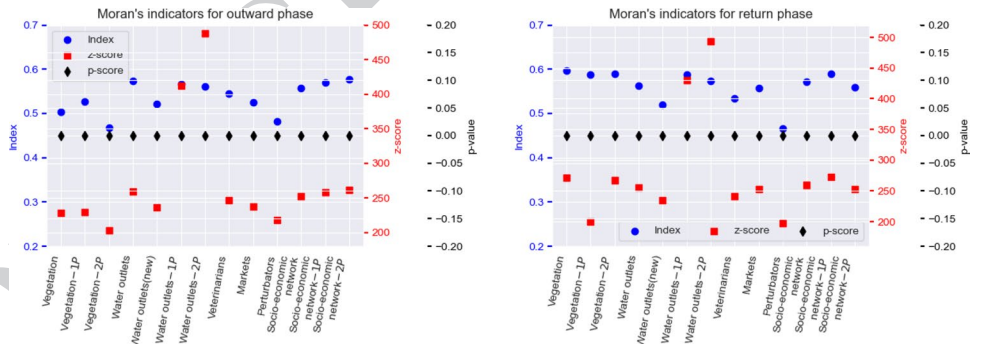 Moran's indicators for outward phase
0.7
0.6
0.5
0.4
0.3
0.2
Index
Index
z-score
p-score
500
450
400
350
300
250
200
z-score
0.20
0.15
0.10
0.05
0.00
−0.05
−0.10
−0.15
−0.20
p-value
Vegetation
Vegetation−1P
Vegetation−2P
Water outlets
Water outlets(new)
Water outlets−1P
Water outlets−2P
Veterinarians
Markets
Perturbators
Socio-economic
network
Socio-economic
network−1P
Socio-economic
network−2P
Moran's indicators for return phase
0.7
0.6
0.5
0.4
0.3
0.2
Index
Index z-score p-score
500
450
400
350
300
250
200
z-score
0.20
0.15
0.10
0.05
0.00
−0.05
−0.10
−0.15
−0.20
p-value
Vegetation
Vegetation−1P
Vegetation−2P
Water outlets
Water outlets(new)
Water outlets−1P
Water outlets−2P
Veterinarians
Markets
Perturbators
Socio-economic
network
Socio-economic
network−1P
Socio-economic
network−2P